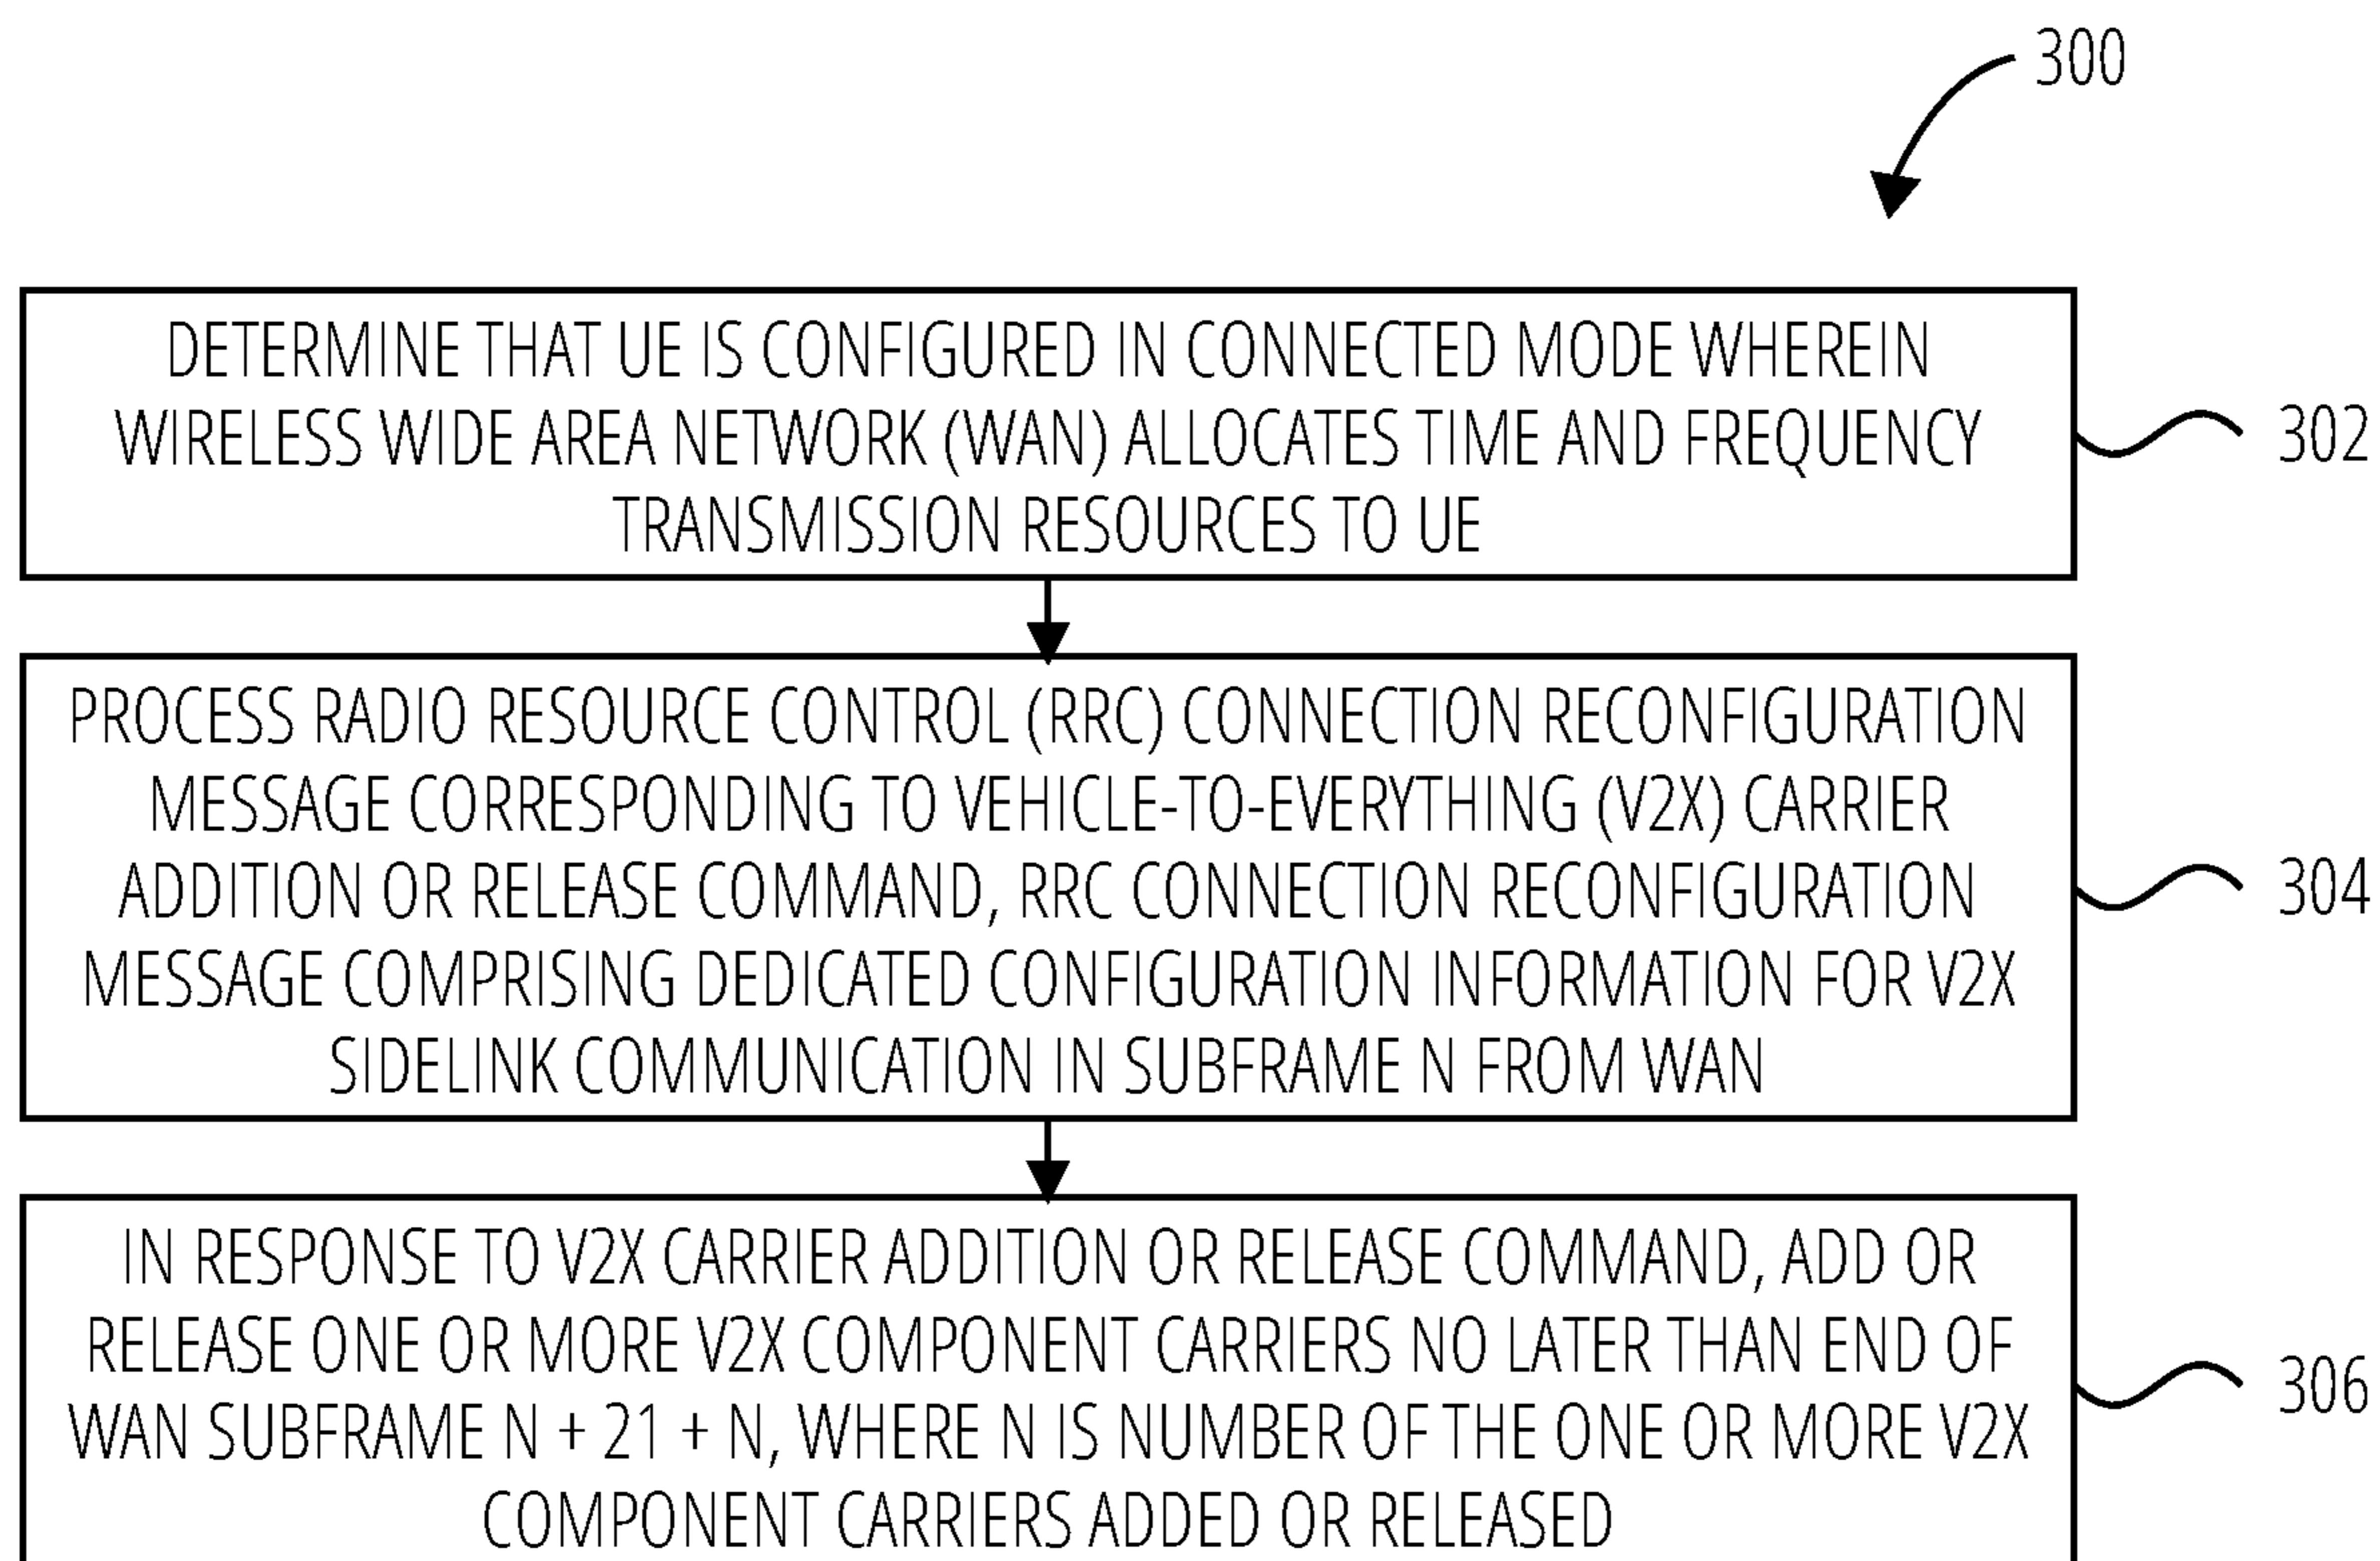 300
DETERMINE THAT UE IS CONFIGURED IN CONNECTED MODE WHEREIN
WIRELESS WIDE AREA NETWORK (WAN) ALLOCATES TIME AND FREQUENCY
TRANSMISSION RESOURCES TO UE
302
PROCESS RADIO RESOURCE CONTROL (RRC) CONNECTION RECONFIGURATION
MESSAGE CORRESPONDING TO VEHICLE-TO-EVERYTHING (V2X) CARRIER
ADDITION OR RELEASE COMMAND, RRC CONNECTION RECONFIGURATION
MESSAGE COMPRISING DEDICATED CONFIGURATION INFORMATION FOR V2X
SIDELINK COMMUNICATION IN SUBFRAME N FROM WAN
304
IN RESPONSE TO V2X CARRIER ADDITION OR RELEASE COMMAND, ADD OR
RELEASE ONE OR MORE V2X COMPONENT CARRIERS NO LATER THAN END OF
WAN SUBFRAME N + 21 + N, WHERE N IS NUMBER OF THE ONE OR MORE V2X
COMPONENT CARRIERS ADDED OR RELEASED
306